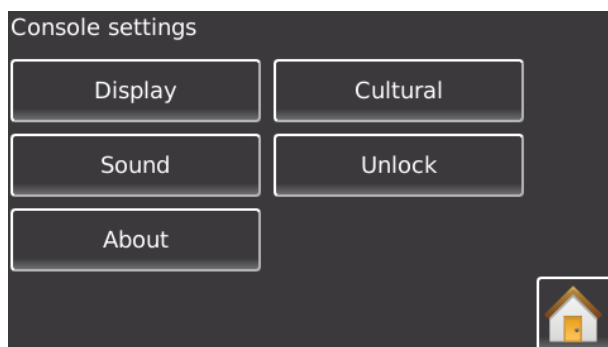 Console settings
Display
Cultural
Sound
Unlock
About